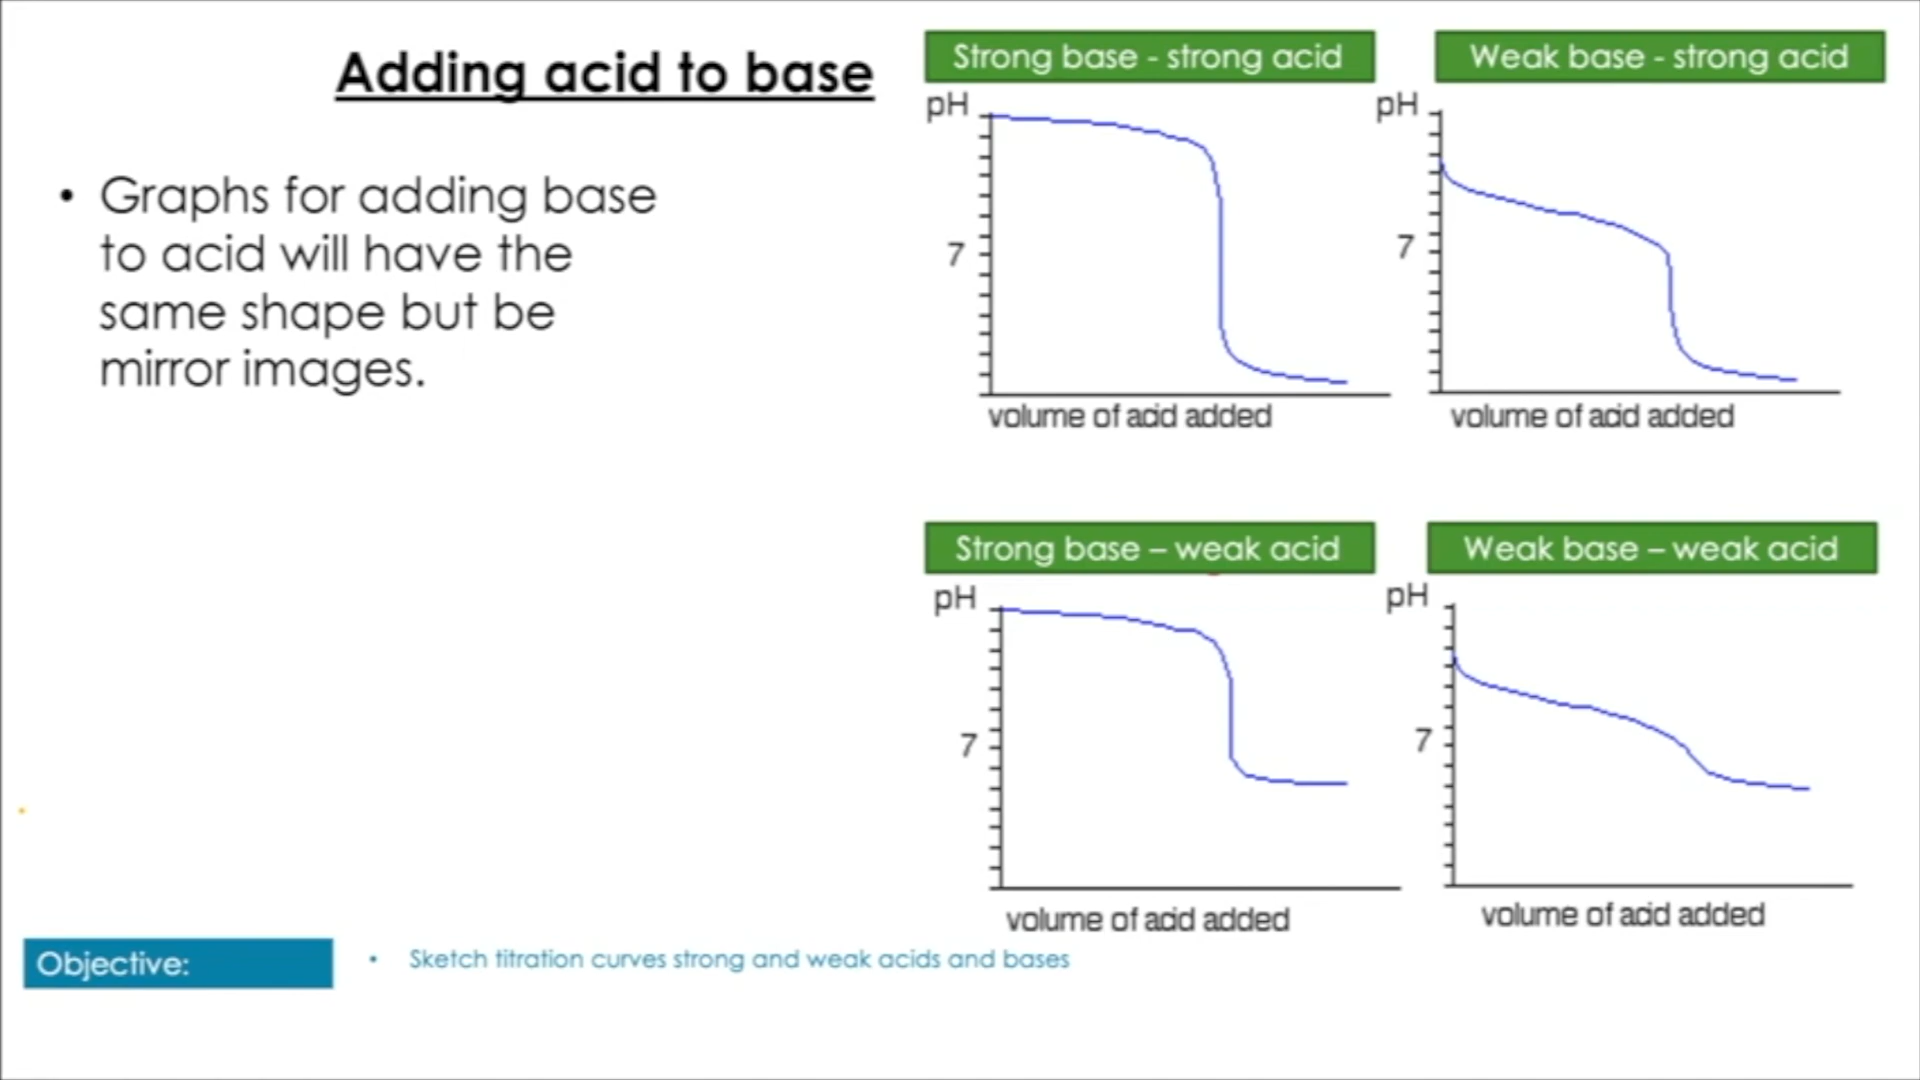 Adding acid to base
• Graphs for adding base
to acid will have the
same shape but be
mirror images.
Strong base - strong acid
pH
7
volume of acid added
Weak base - strong acid
pH
7
volume of acid added
Strong base – weak acid
pH
7
volume of acid added
Weak base – weak acid
pH
7
volume of acid added
Objective:
• Sketch titration curves strong and weak acids and bases